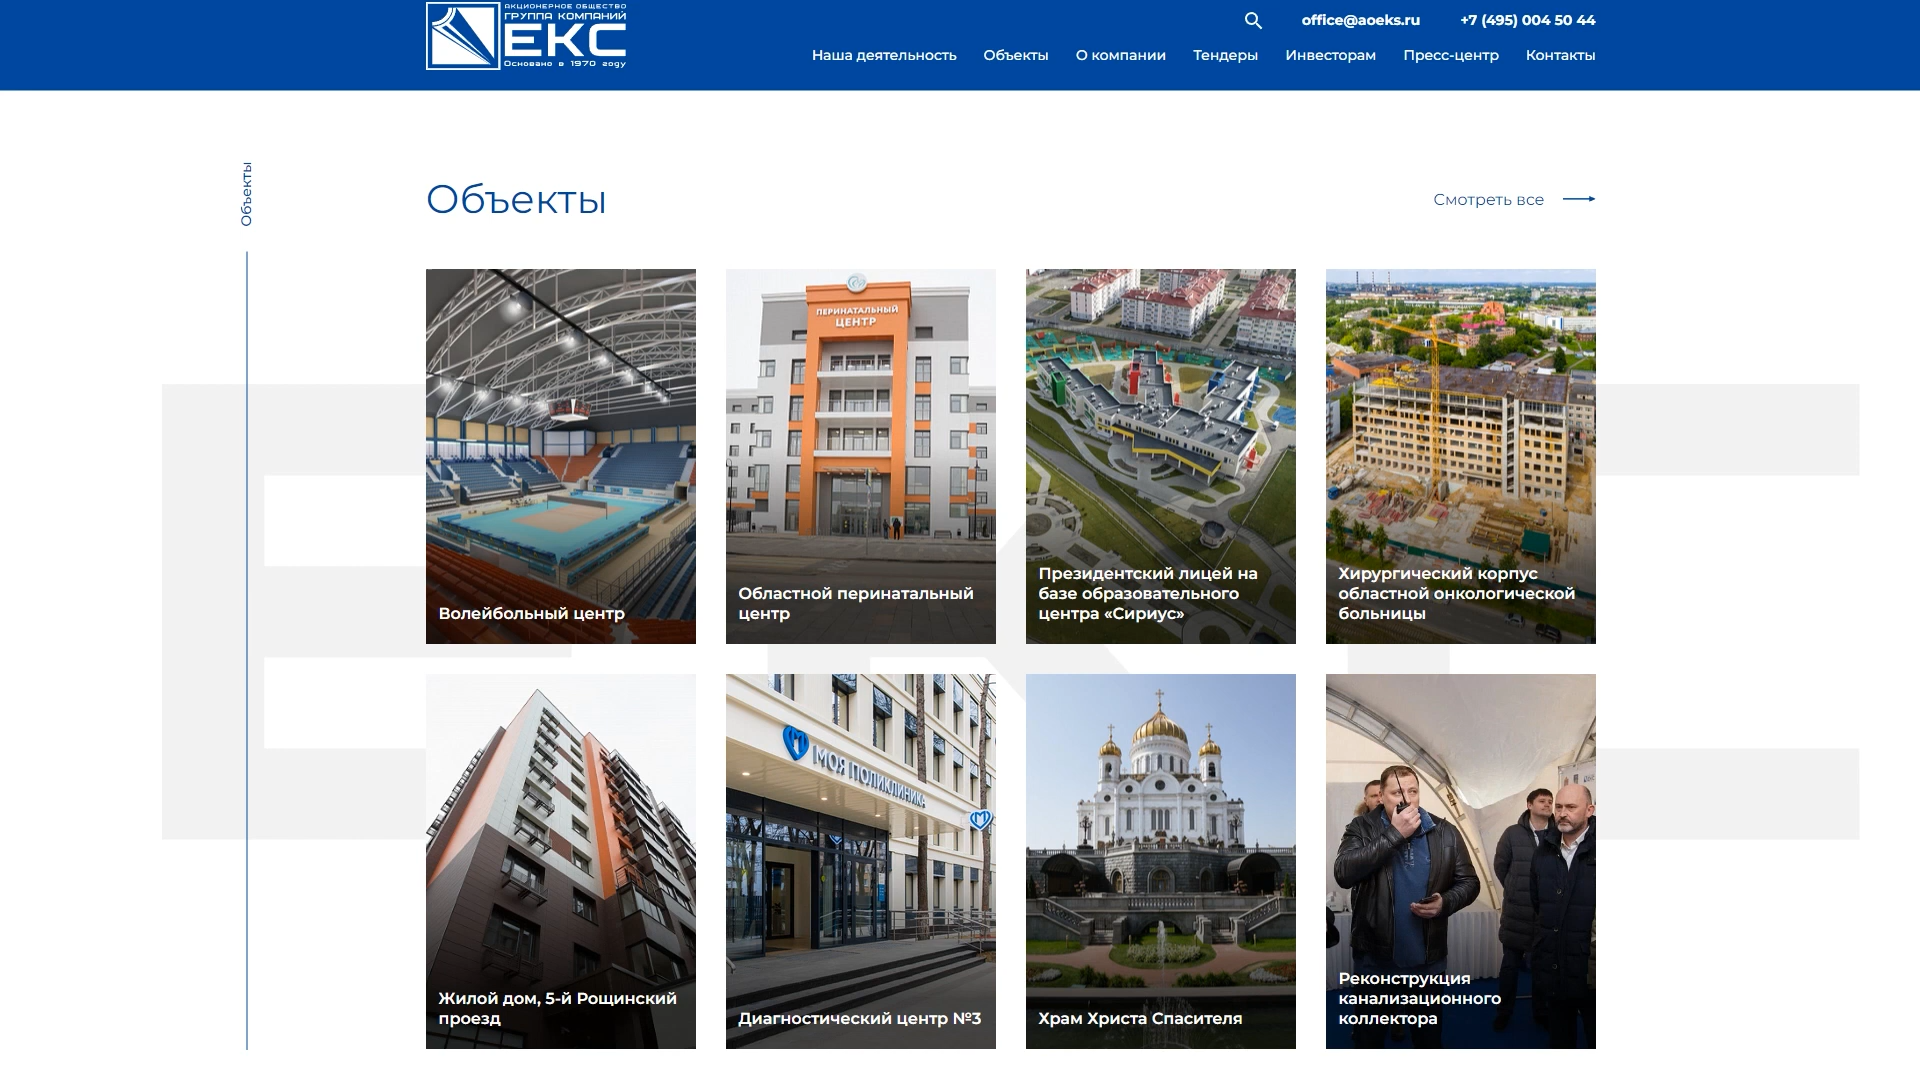 АКЦИОНЕРНОЕ ОБЩЕСТВО
ГРУППА КОМПАНИЙ
ЕКС
Основано в 1970 году
office@aoeks.ru
+7 (495) 004 50 44
Наша деятельность
Объекты
О компании
Тендеры
Инвесторам
Пресс-центр
Контакты
Объекты
Объекты
Смотреть все
ПЕРИНАТАЛЬНЫЙ
ЦЕНТР
Волейбольный центр
Областной перинатальный
центр
Президентский лицей на
базе образовательного
центра «Сириус»
Хирургический корпус
областной онкологической
больницы
МОЯ ПОЛИКЛИНИКА
Жилой дом, 5-й Рощинский
проезд
Диагностический центр №3
Храм Христа Спасителя
Реконструкция
канализационного
коллектора